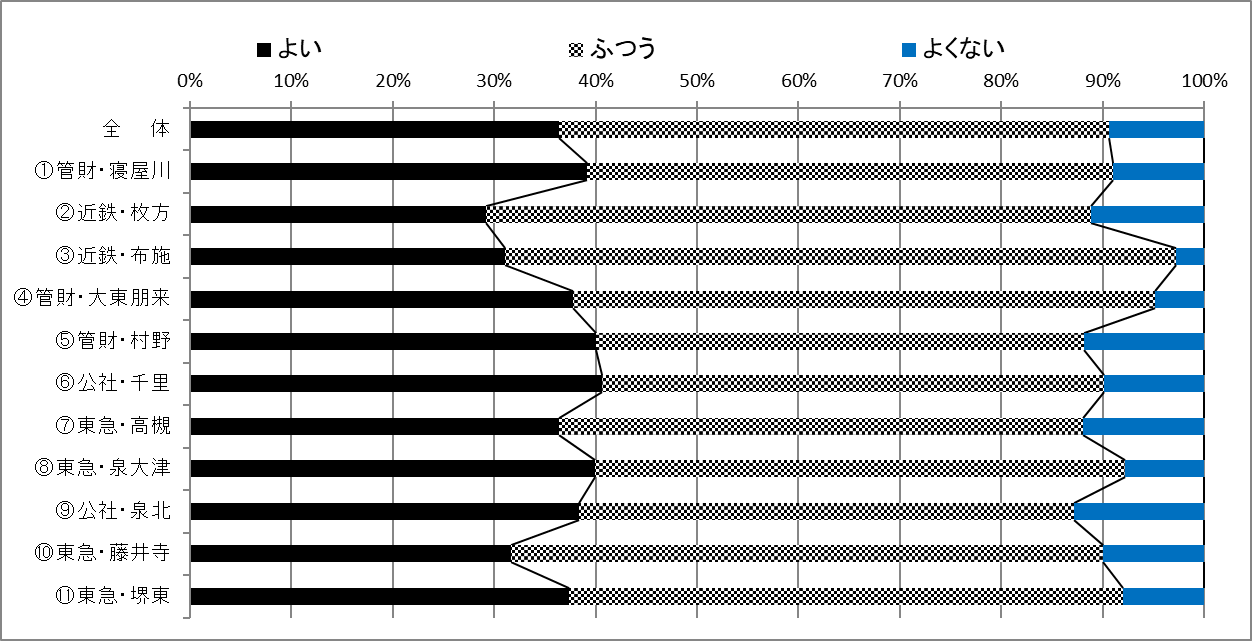 よい ふつう よくない
0% 10% 20% 30% 40% 50% 60% 70% 80% 90% 100%
全 体
①管財・寝屋川
②近鉄・枚方
③近鉄・布施
④管財・大東朋来
⑤管財・村野
⑥公社・千里
⑦東急・高槻
⑧東急・泉大津
⑨公社・泉北
⑩東急・藤井寺
⑪東急・堺東